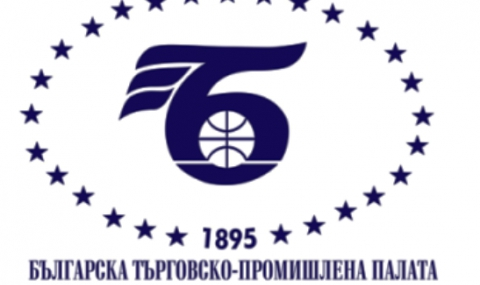 Б
1895
БЪЛГАРСКА ТЪРГОВСКО-ПРОМИШЛЕНА ПАЛАТА